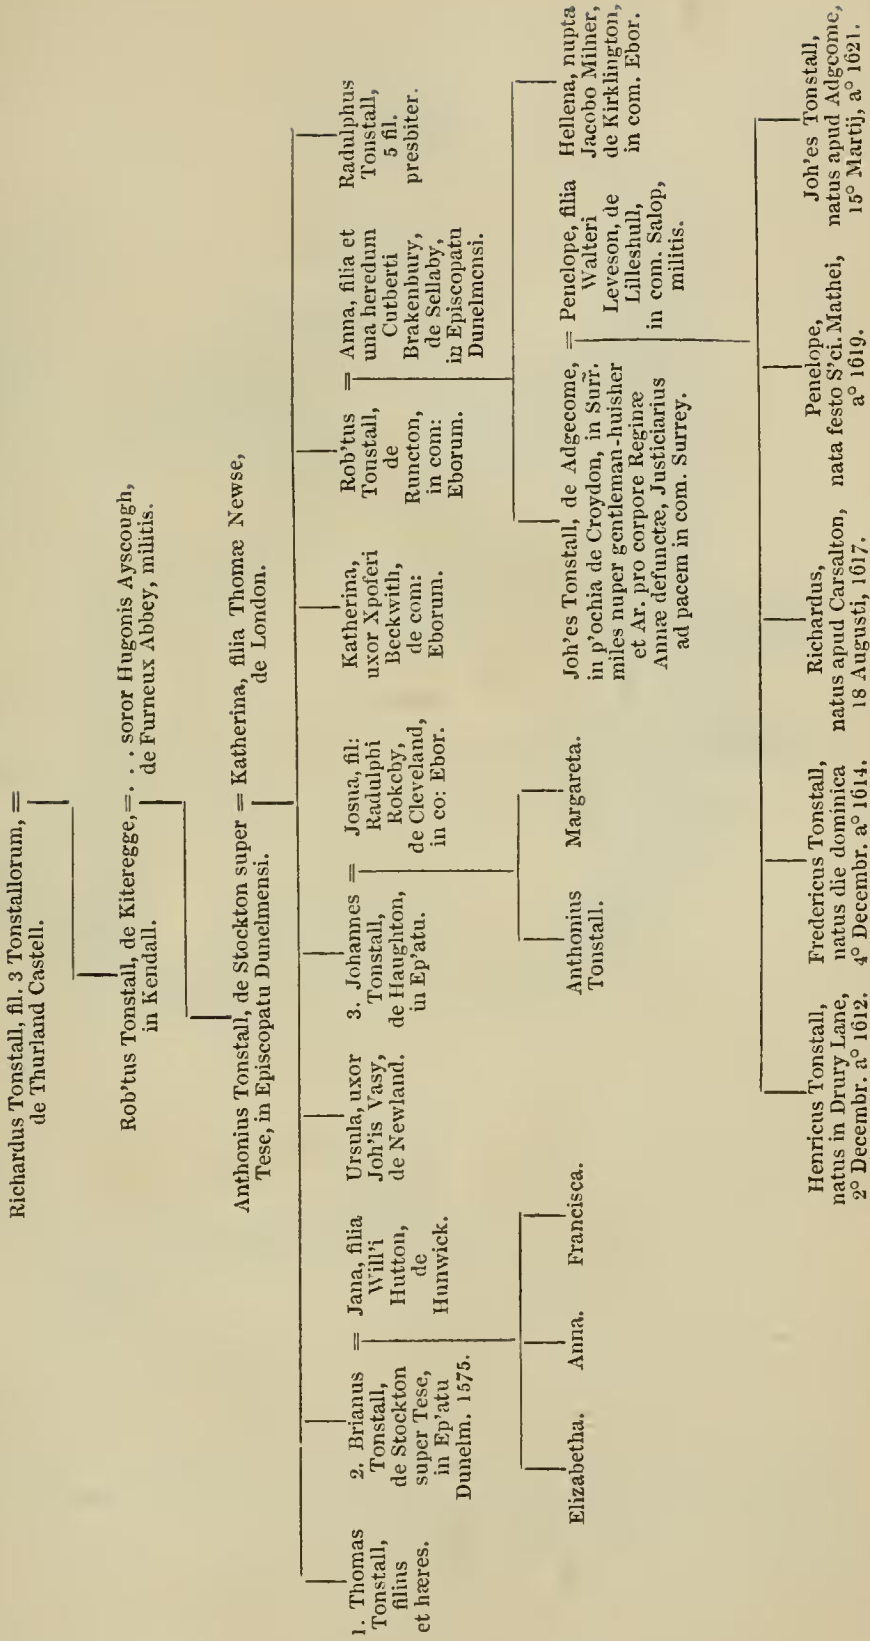 Richardus Tonstall, fil. 3 Tonstallorum, =
de Thurland Castell.
Rob'tus Tonstall, de Kiteregge, =. . . soror Hugonis Ayscough,
in Kendall.
de Furneux Abbey, militis.
Anthonius Tonstall, de Stockton super = Katherina, filia Thomæ Newse,
Tese, in Episcopatu Dunelmensi.
de London.
1. Thomas
Tonstall,
filius
et hæres.
2. Brianus
Tonstall,
de Stockton
super Tese,
in Ep'atu
Dunelm. 1575.
=
Jana, filia
Will'i
Hutton,
de
Hunwick.
Ursula, uxor
Joh'is Vasy,
de Newland.
3. Johannes
Tonstall,
de Haughton,
in Ep'atu.
=
Josua, fil:
Radulphi
Rokeby,
de Cleveland,
in co: Ebor.
Katherina,
uxor Xpoferi
Beckwith,
de com:
Eborum.
Rob'tus
Tonstall,
de
Runcton,
in com:
Eborum.
=
Anna, filia et
una heredum
Cutberti
Brakenbury,
de Sellaby,
in Episcopatu
Dunelmensi.
Radulphus
Tonstall,
5 fil.
presbiter.
Elizabetha.
Anna.
Francisca.
Anthonius
Tonstall.
Margareta.
Joh'es Tonstall, de Adgecome,
in p'ochia de Croydon, in Surr̃.
miles nuper gentleman-huisher
et Ar. pro corpore Reginæ
Annæ defunctæ, Justiciarius
ad pacem in com. Surrey.
=
Penelope, filia
Walteri
Leveson, de
Lilleshull,
in com. Salop,
militis.
Hellena, nupta
Jacobo Milner,
de Kirklington,
in com. Ebor.
Henricus Tonstall,
natus in Drury Lane,
2° Decembr. a° 1612.
Fredericus Tonstall,
natus die dominica
4° Decembr. a° 1614.
Richardus,
natus apud Carsalton,
18 Augusti, 1617.
Penelope,
nata festo S'ci. Mathei,
a° 1619.
Joh'es Tonstall,
natus apud Adgcome,
15° Martij, a° 1621.